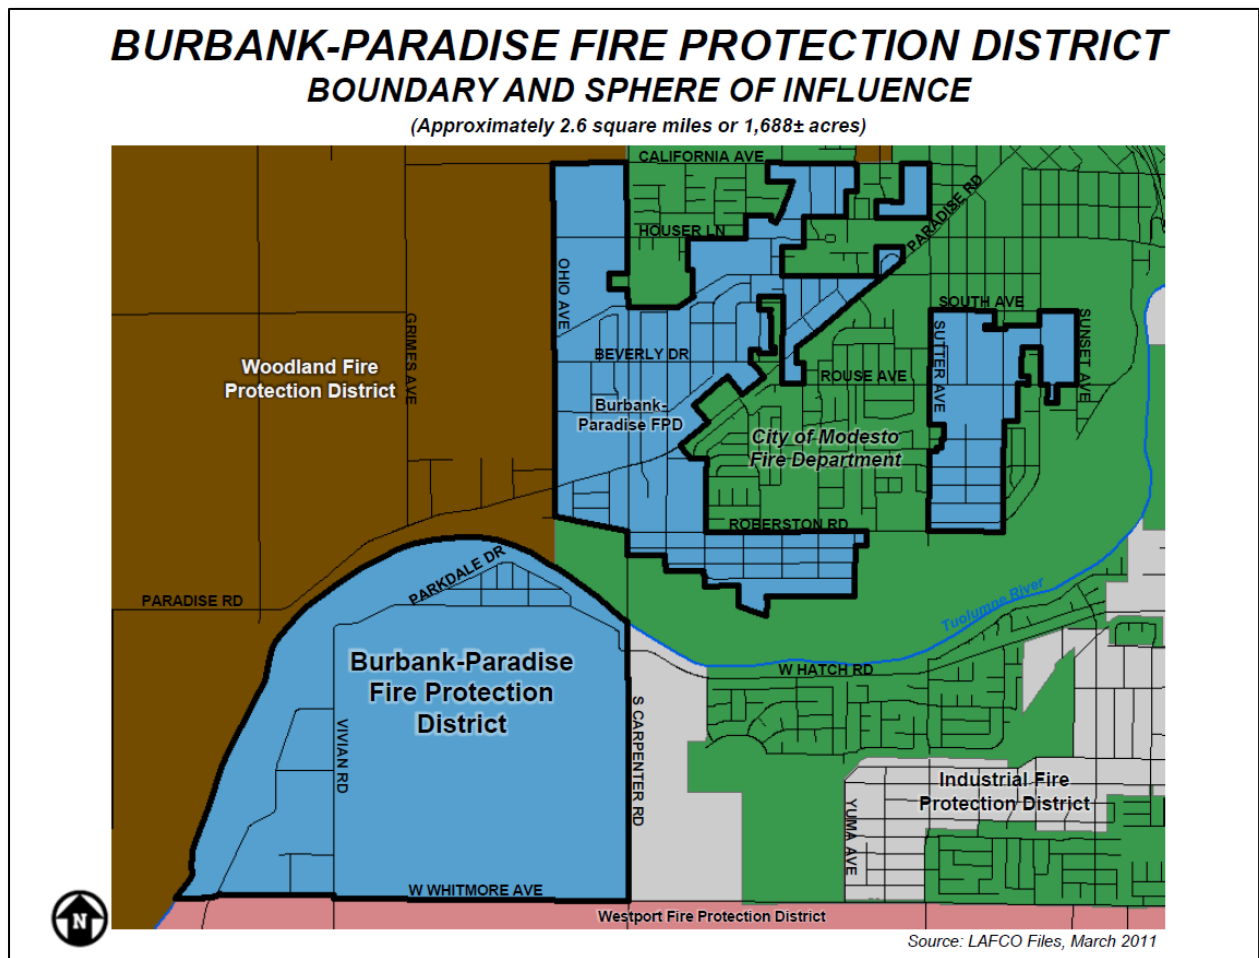 BURBANK-PARADISE FIRE PROTECTION DISTRICT
BOUNDARY AND SPHERE OF INFLUENCE
(Approximately 2.6 square miles or 1,688± acres)
CALIFORNIA AVE
PARADISE RD
HOUSER LN
OHIO AVE
SOUTH AVE
GRIMES AVE
SUTTER AVE
SUNSET AVE
BEVERLY DR
Woodland Fire
Protection District
ROUSE AVE
Burbank-
Paradise FPD
City of Modesto
Fire Department
ROBERSTON RD
PARKDALE DR
PARADISE RD
Tuolumne River
W HATCH RD
Burbank-Paradise
Fire Protection
District
VIVIAN RD
S CARPENTER RD
Industrial Fire
Protection District
YUMA AVE
W WHITMORE AVE
Westport Fire Protection District
N
Source: LAFCO Files, March 2011